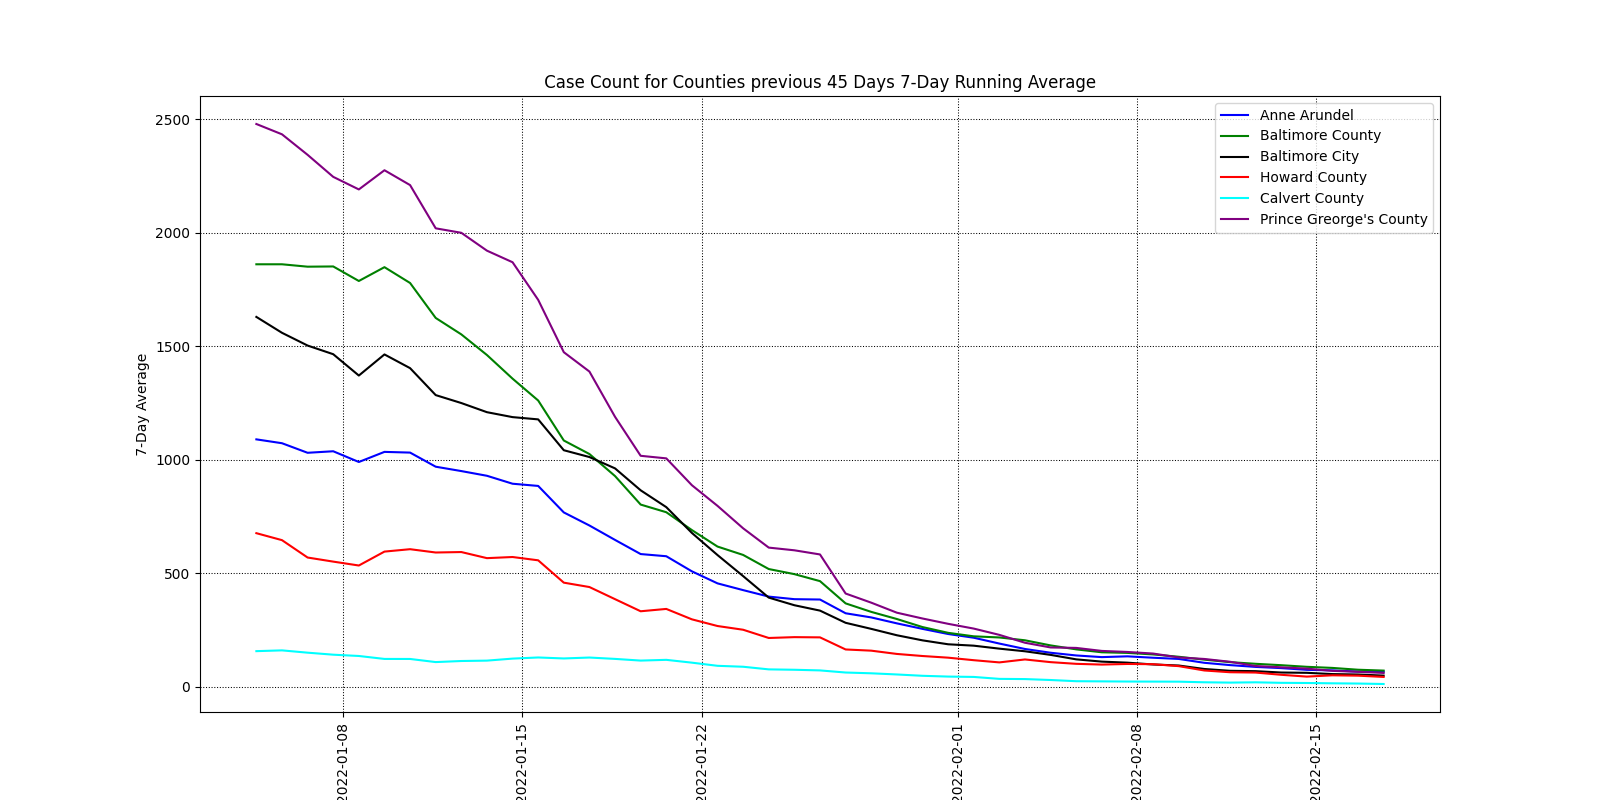 Case Count for Counties previous 45 Days 7-Day Running Average
Anne Arundel
Baltimore County
Baltimore City
Howard County
Calvert County
Prince Greorge's County
7-Day Average
2500
2000
1500
1000
500
0
2022-01-08
2022-01-15
2022-01-22
2022-02-01
2022-02-08
2022-02-15